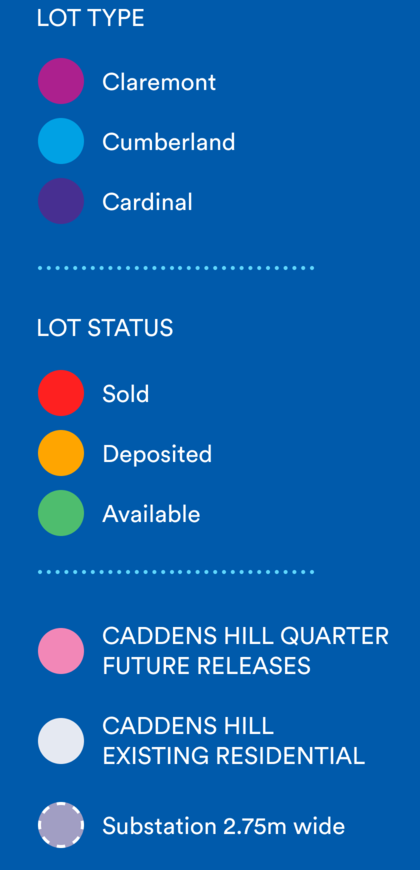 LOT TYPE
Claremont
Cumberland
Cardinal
LOT STATUS
Sold
Deposited
Available
CADDENS HILL QUARTER
FUTURE RELEASES
CADDENS HILL
EXISTING RESIDENTIAL
Substation 2.75m wide